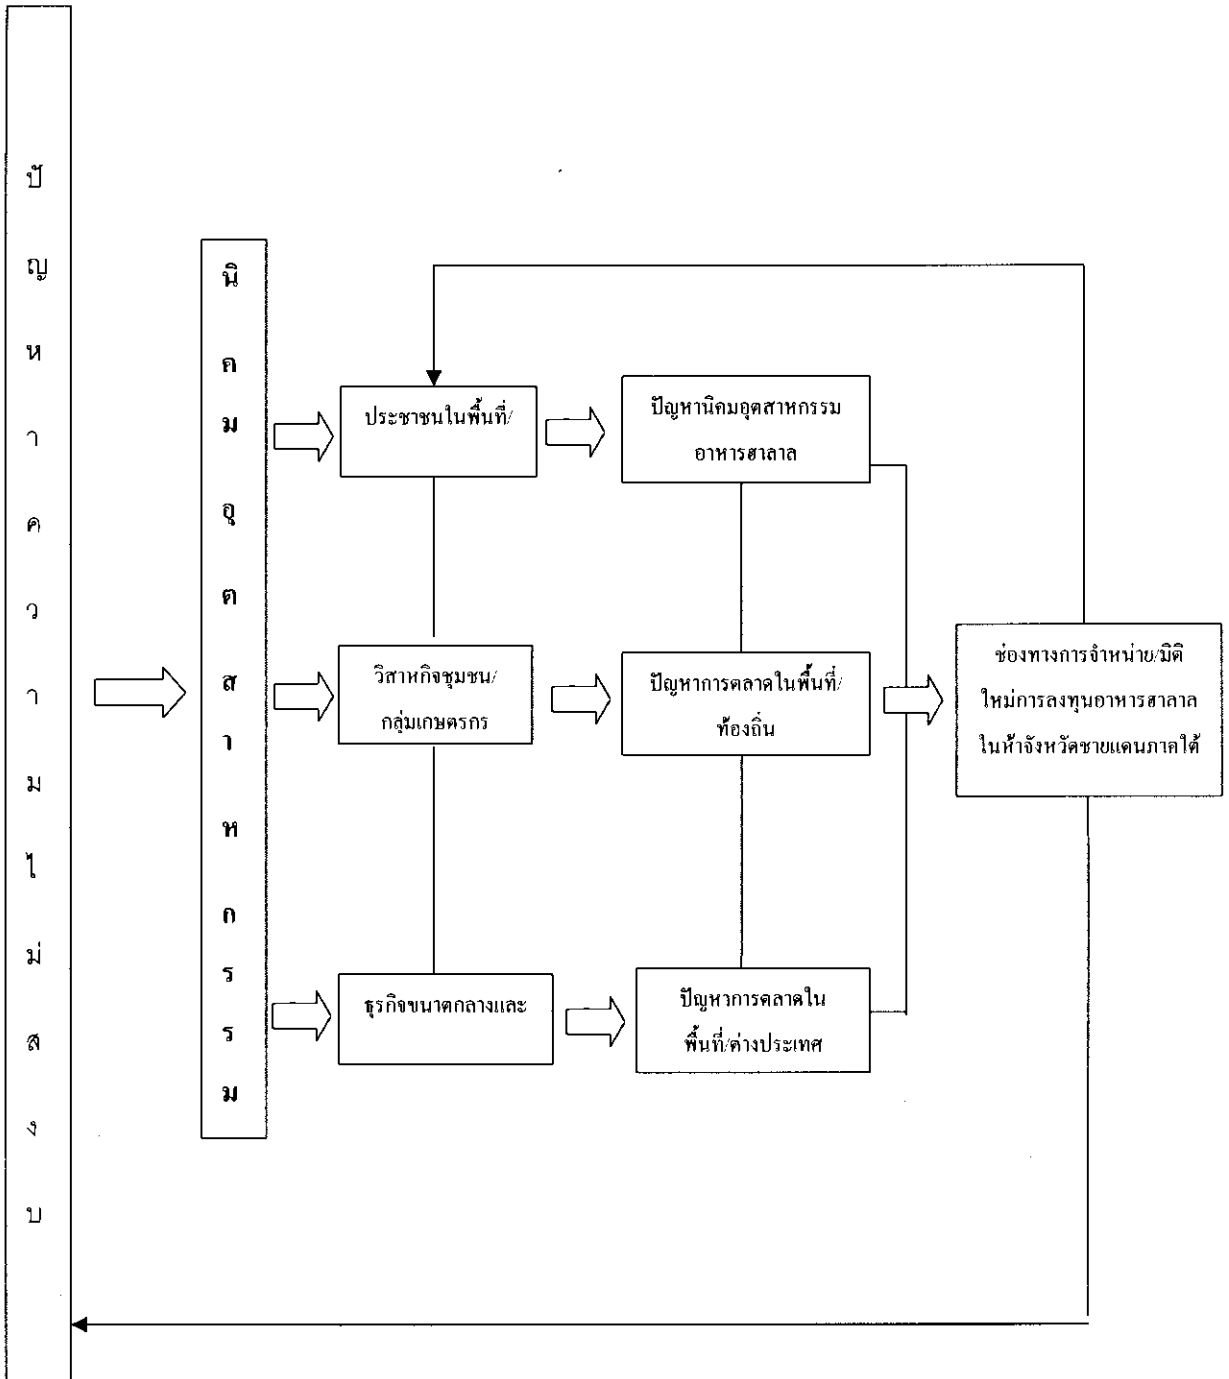 ปัญหาความไม่สงบ
นิคมอุตสาหกรรม
ประชาชนในพื้นที่/
ปัญหานิคมอุตสาหกรรม
อาหารฮาลาล
วิสาหกิจชุมชน/
กลุ่มเกษตรกร
ปัญหาการตลาดในพื้นที่/
ท้องถิ่น
ช่องทางการจำหน่าย/มิติ
ใหม่การลงทุนอาหารฮาลาล
ในห้าจังหวัดชายแดนภาคใต้
ธุรกิจขนาดกลางและ
ปัญหาการตลาดใน
พื้นที่/ต่างประเทศ